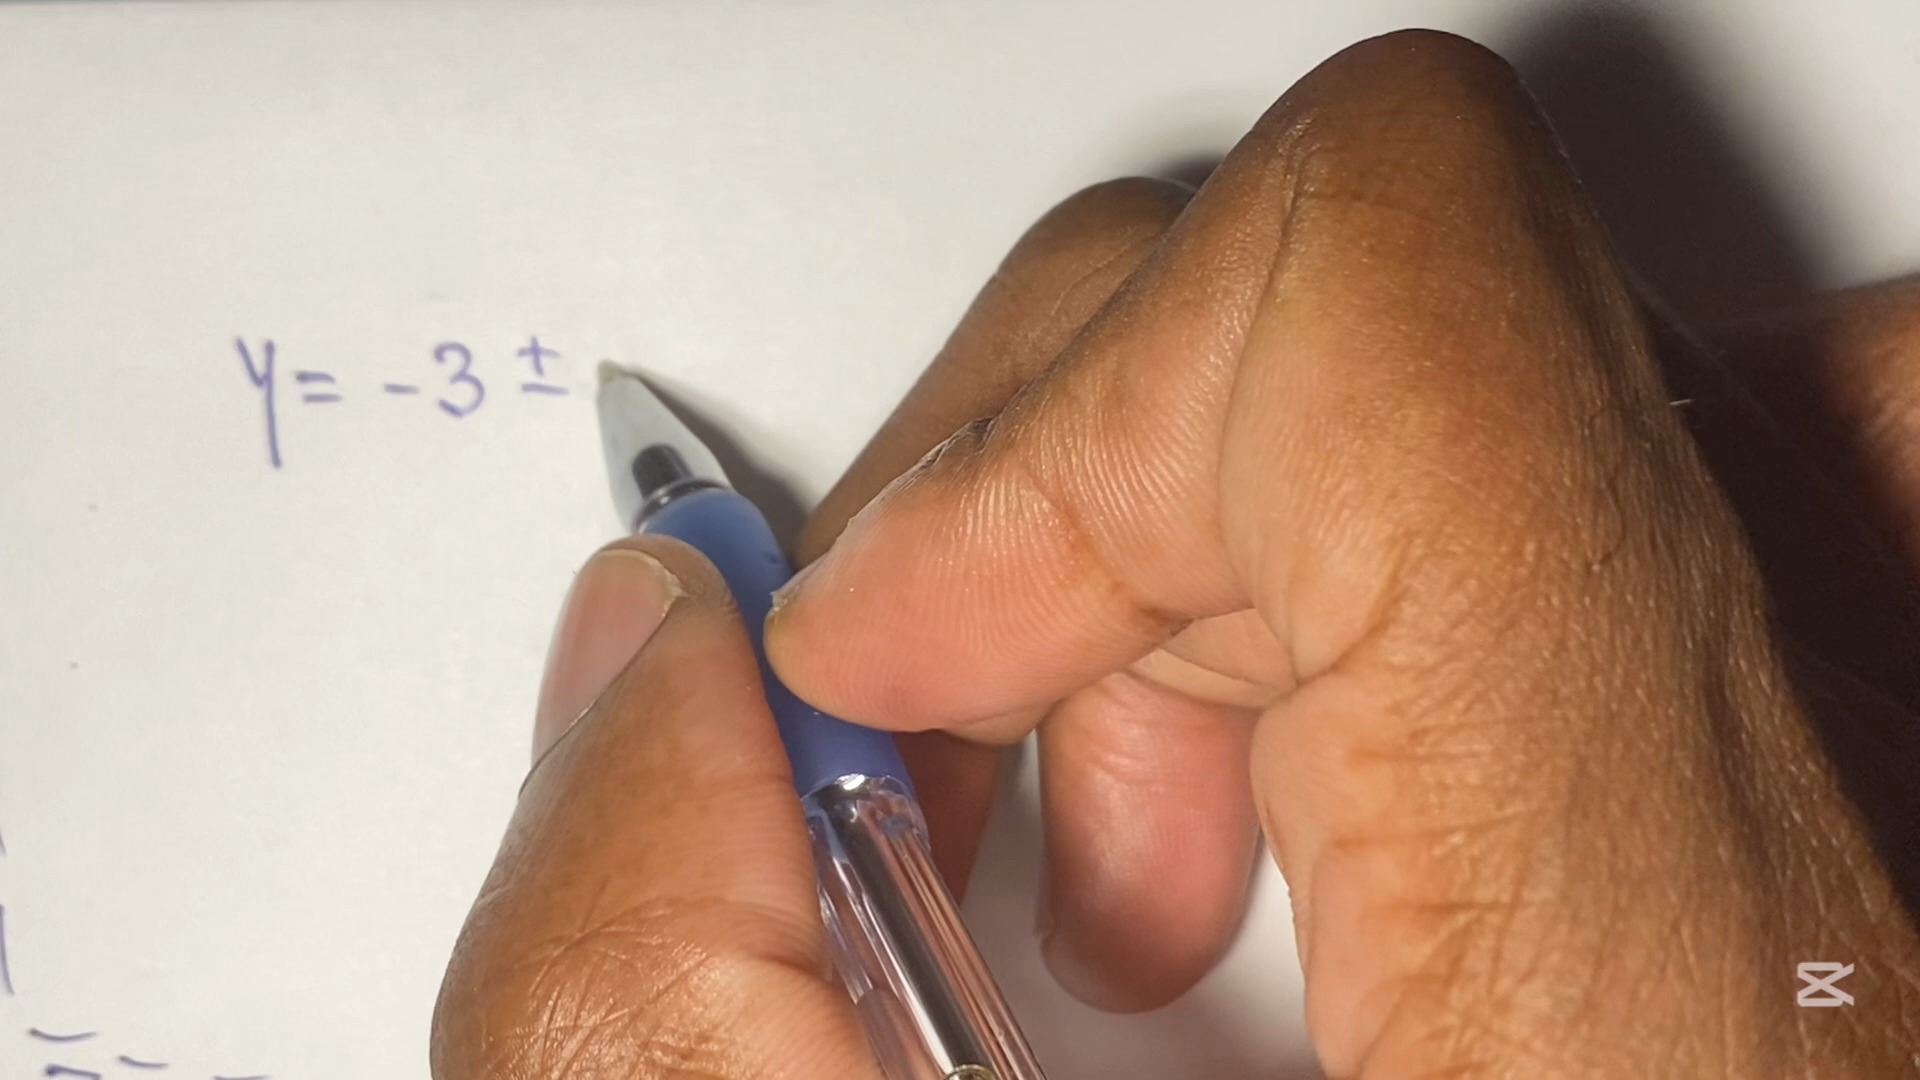 y = -3 ±